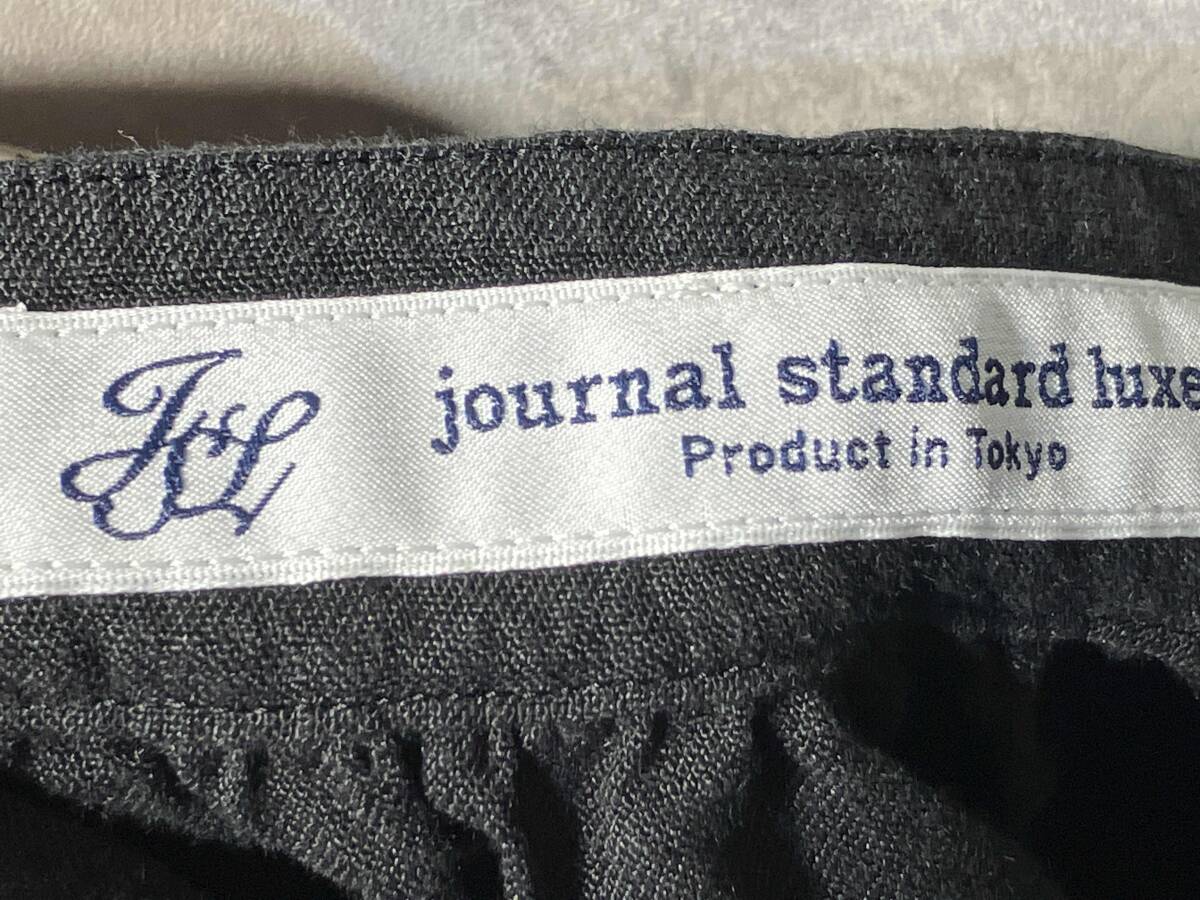 JSL
journal standard luxe
Product in Tokyo